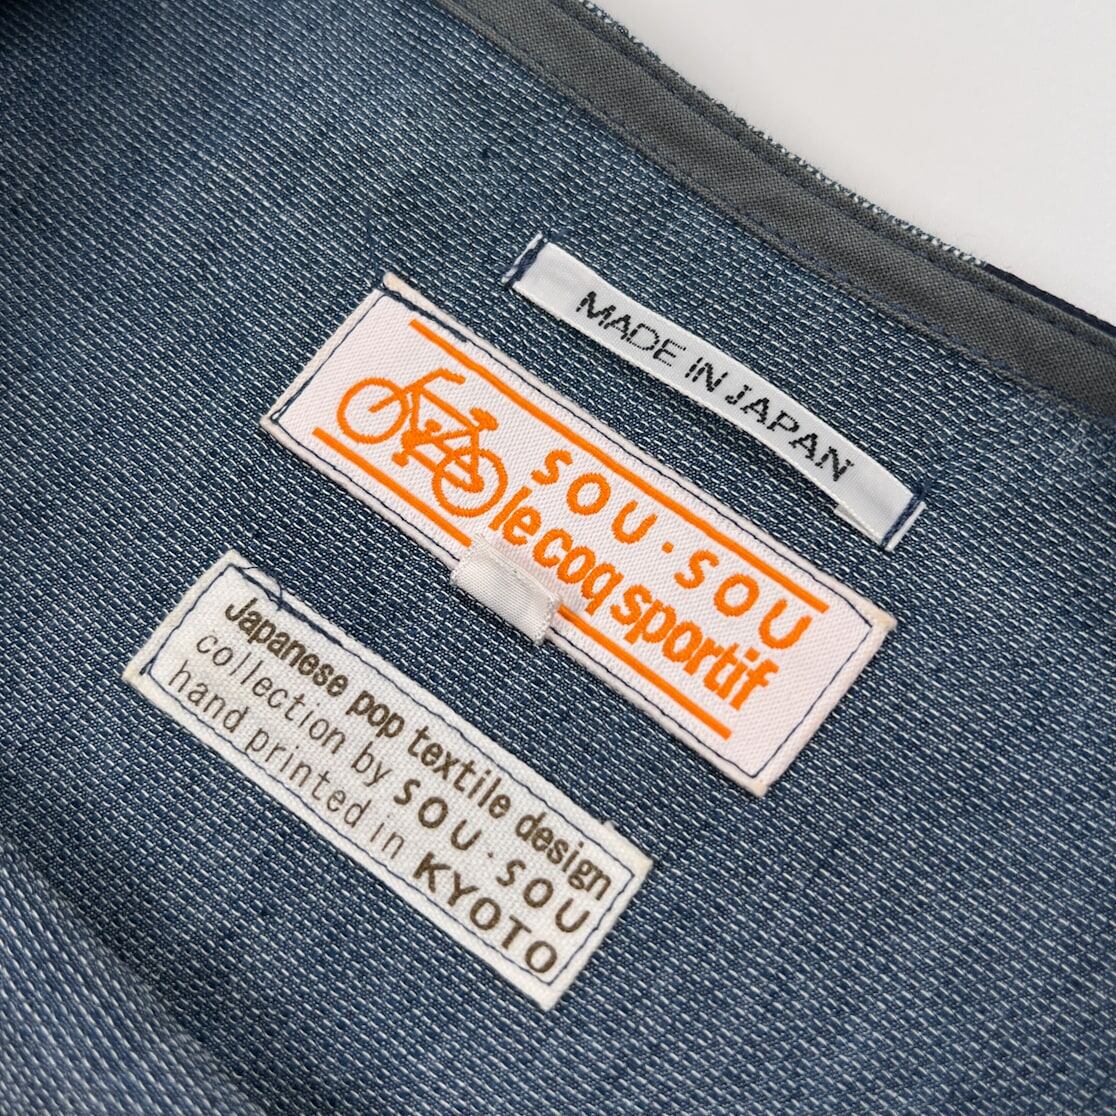 MADE IN JAPAN
SOU・SOU
le coq sportif
Japanese pop textile design
collection by SOU・SOU
hand printed in KYOTO